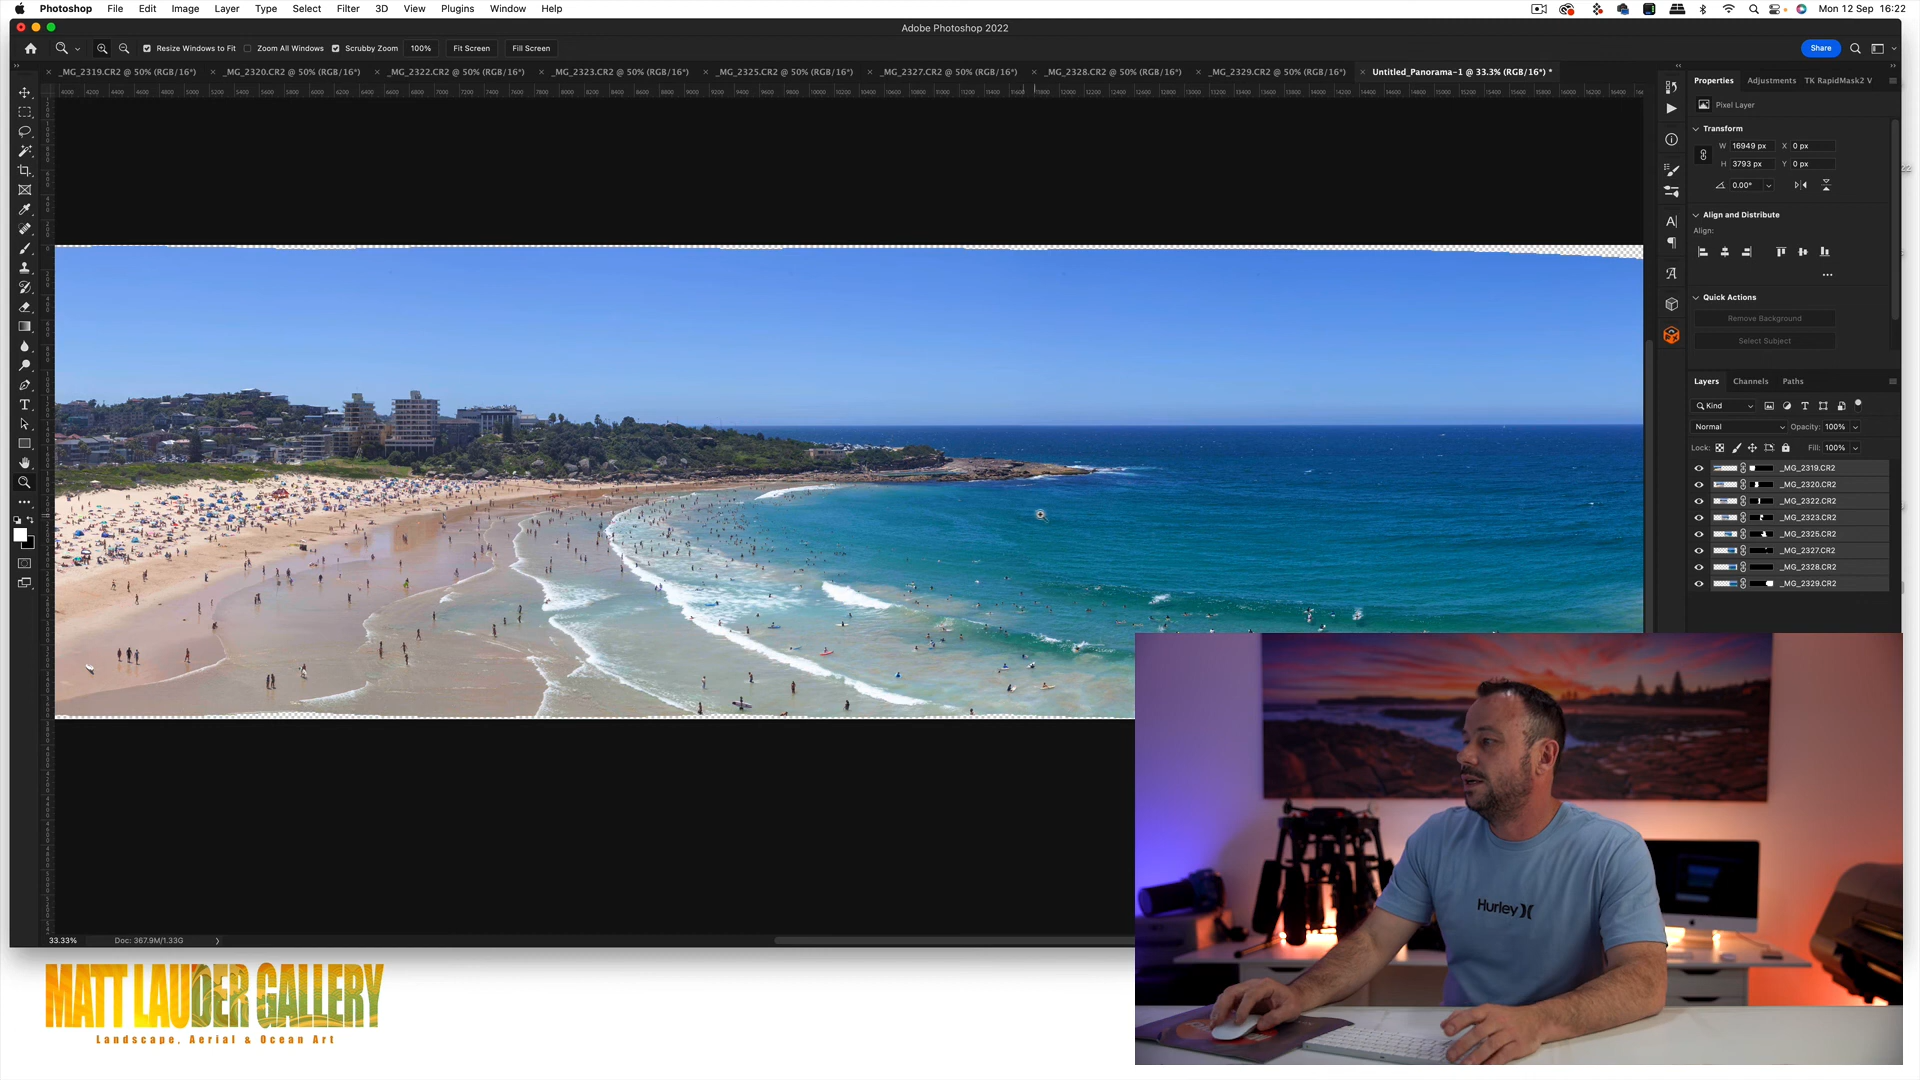 Photoshop File Edit Image Layer Type Select Filter 3D View Plugins Window Help Mon 12 Sep 16:22
Adobe Photoshop 2022
Resize Windows to Fit Zoom All Windows Scrubby Zoom 100% Fit Screen Fill Screen Share
_MG_2319.CR2 @ 50% (RGB/16*) _MG_2320.CR2 @ 50% (RGB/16*) _MG_2322.CR2 @ 50% (RGB/16*) _MG_2323.CR2 @ 50% (RGB/16*) _MG_2325.CR2 @ 50% (RGB/16*) _MG_2327.CR2 @ 50% (RGB/16*) _MG_2328.CR2 @ 50% (RGB/16*) _MG_2329.CR2 @ 50% (RGB/16*) Untitled_Panorama-1 @ 33.3% (RGB/16*) *
Properties Adjustments TK RapidMask2 V
Pixel Layer
Transform
W 16949 px X 0 px
H 3793 px Y 0 px
0.00°
Align and Distribute
Align:
Quick Actions
Remove Background
Select Subject
Layers Channels Paths
Kind
Normal Opacity: 100%
Lock: Fill: 100%
_MG_2319.CR2
_MG_2320.CR2
_MG_2322.CR2
_MG_2323.CR2
_MG_2325.CR2
_MG_2327.CR2
_MG_2328.CR2
_MG_2329.CR2
Hurley
33.33% Doc: 367.9M/1.33G
MATT LAUDER GALLERY
Landscape, Aerial & Ocean Art